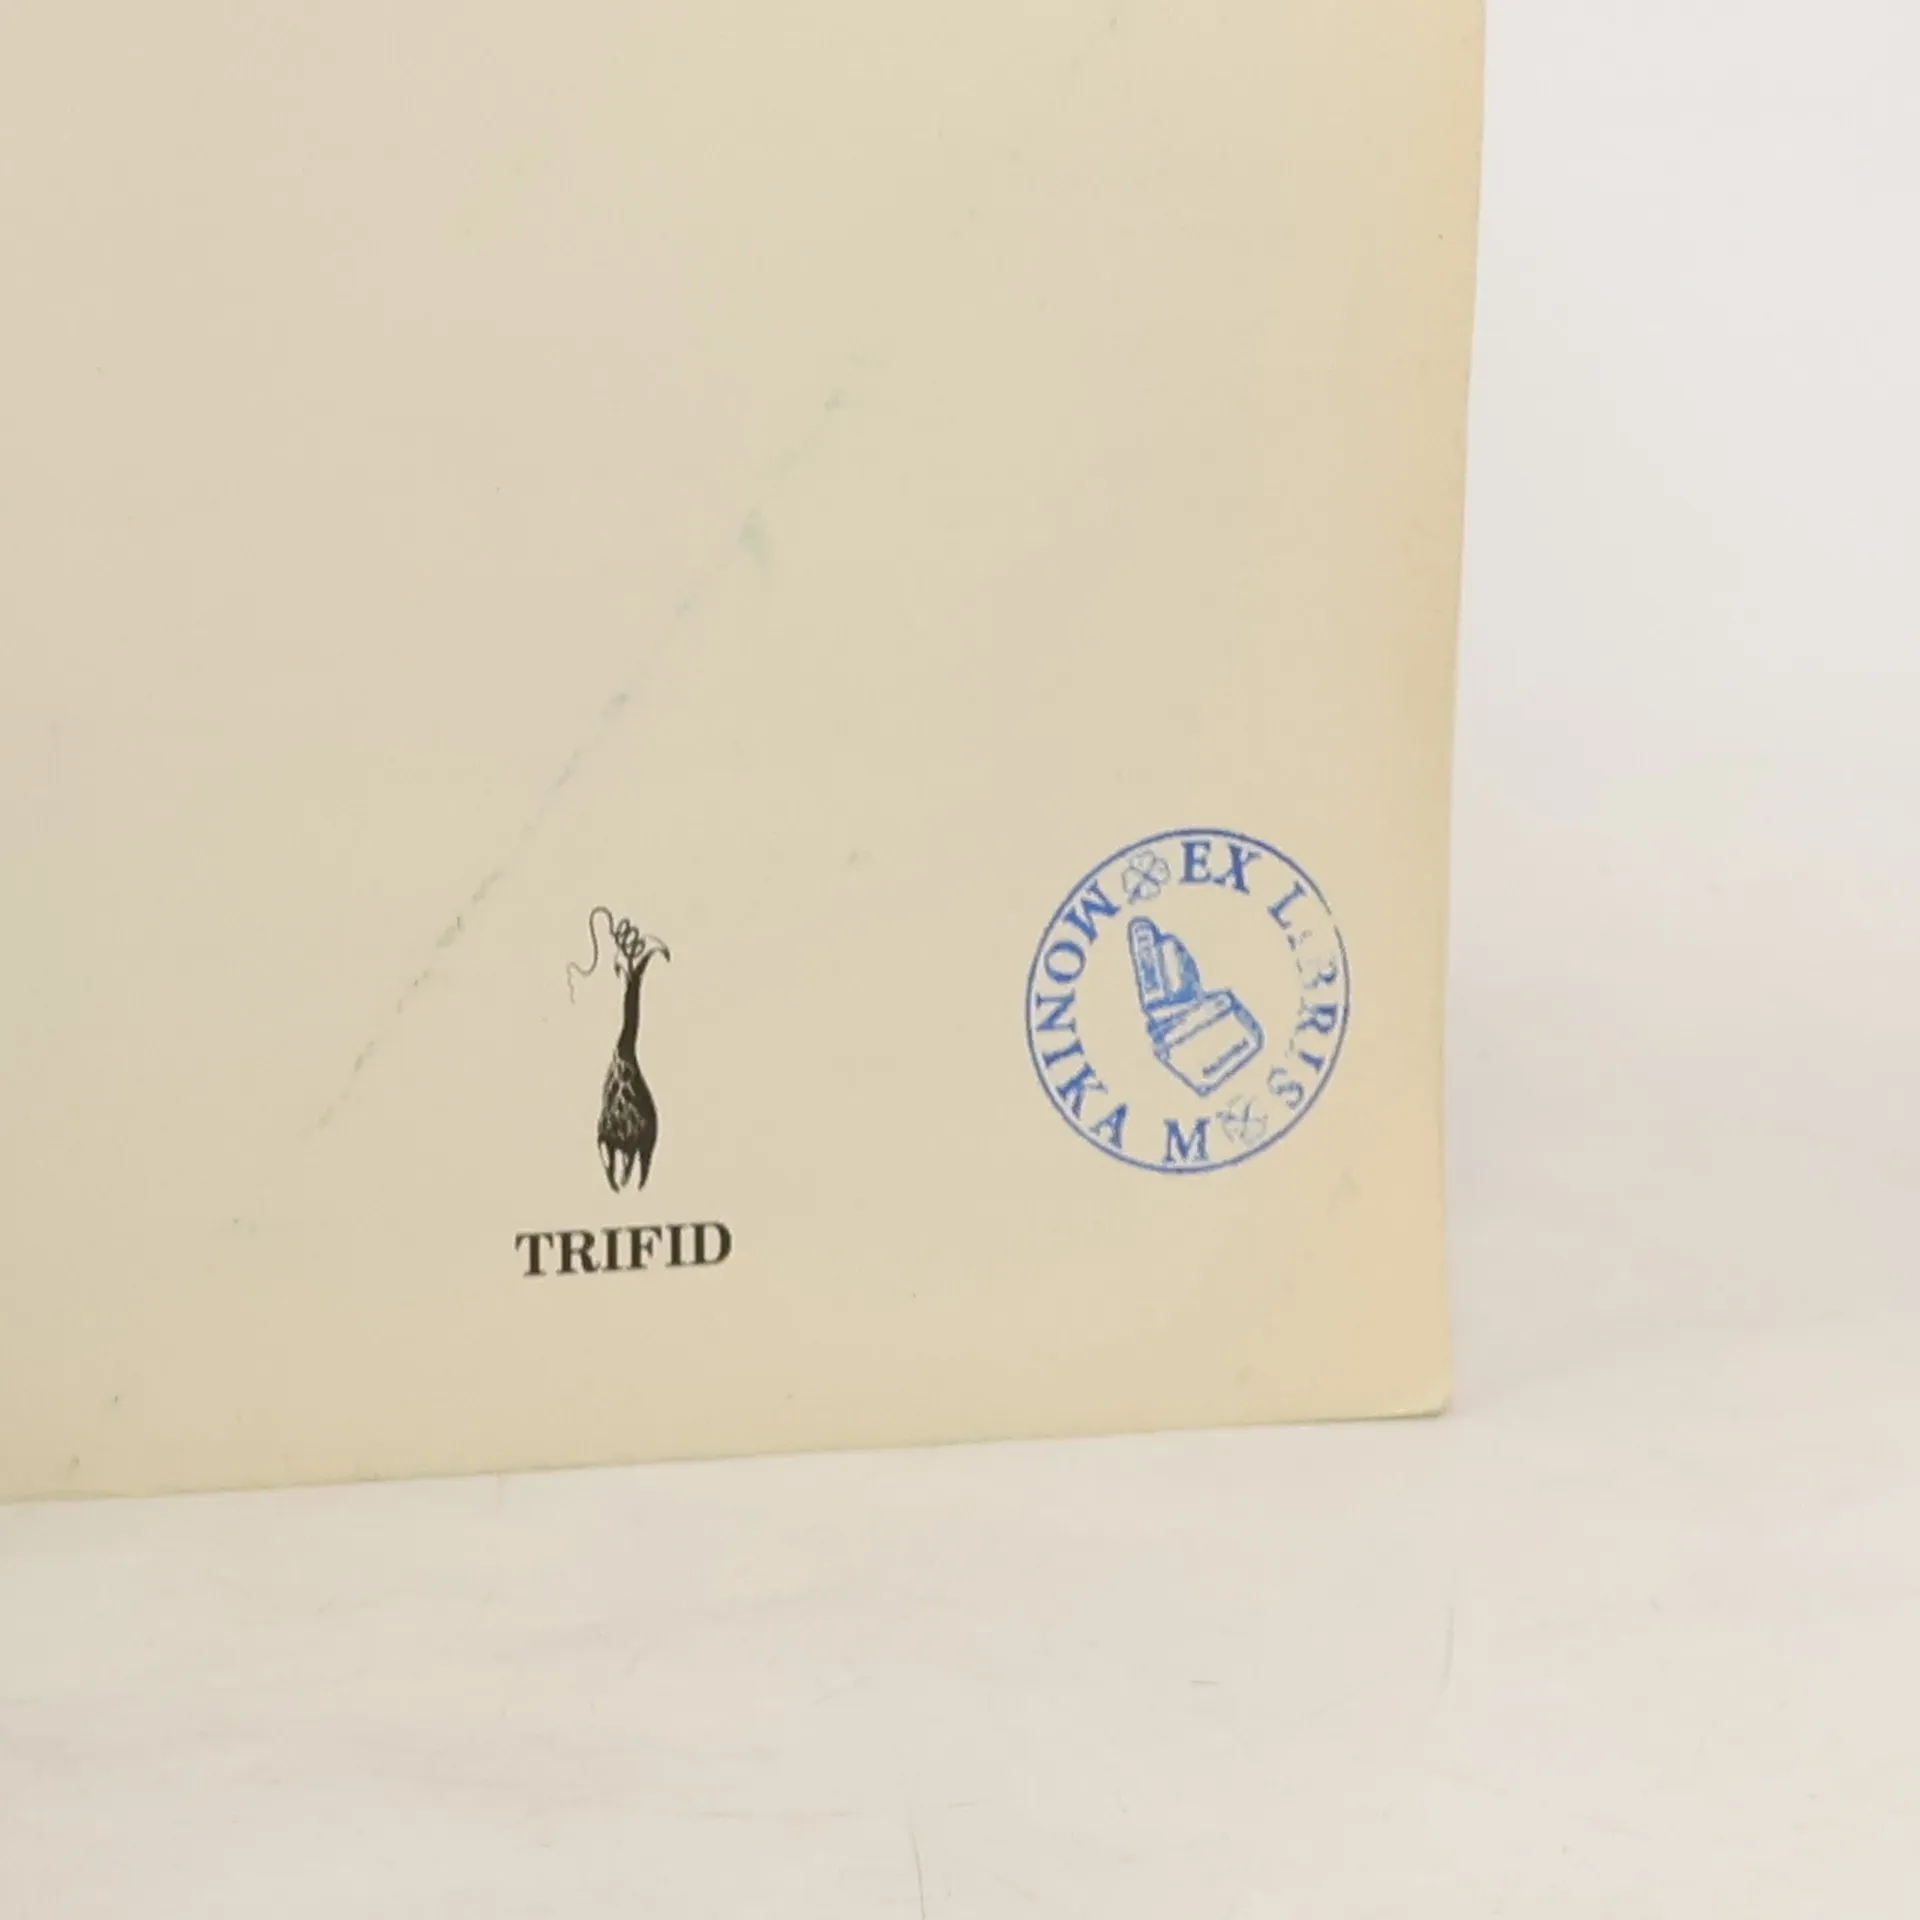 TRIFID
EX LIBRIS
MONIKA M